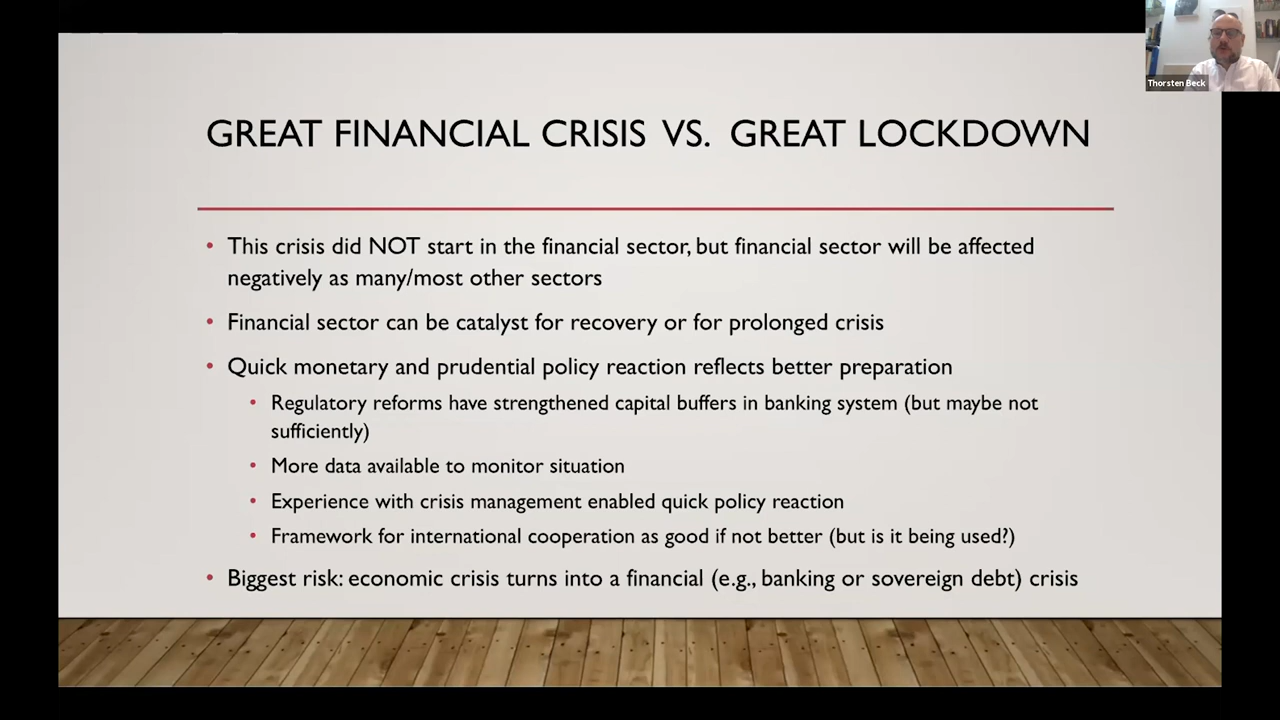 Thorsten Beck
GREAT FINANCIAL CRISIS VS. GREAT LOCKDOWN
• This crisis did NOT start in the financial sector, but financial sector will be affected
negatively as many/most other sectors
• Financial sector can be catalyst for recovery or for prolonged crisis
• Quick monetary and prudential policy reaction reflects better preparation
• Regulatory reforms have strengthened capital buffers in banking system (but maybe not
sufficiently)
• More data available to monitor situation
• Experience with crisis management enabled quick policy reaction
• Framework for international cooperation as good if not better (but is it being used?)
• Biggest risk: economic crisis turns into a financial (e.g., banking or sovereign debt) crisis